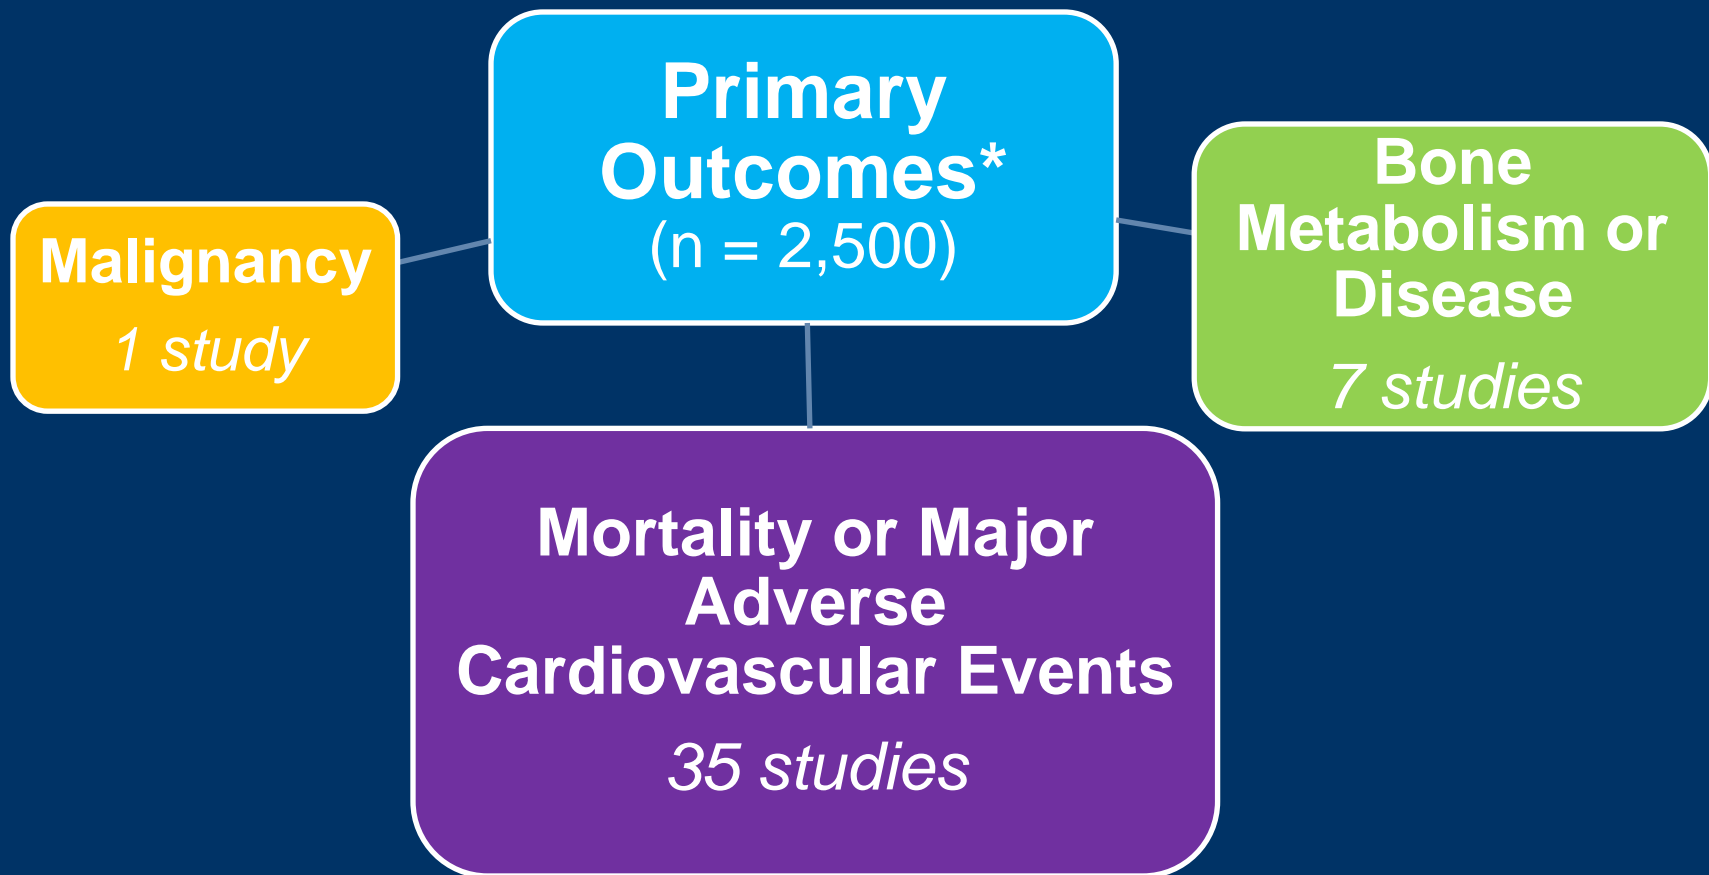 Primary
Outcomes*
(n = 2,500)
Malignancy
1 study
Bone
Metabolism or
Disease
7 studies
Mortality or Major
Adverse
Cardiovascular Events
35 studies